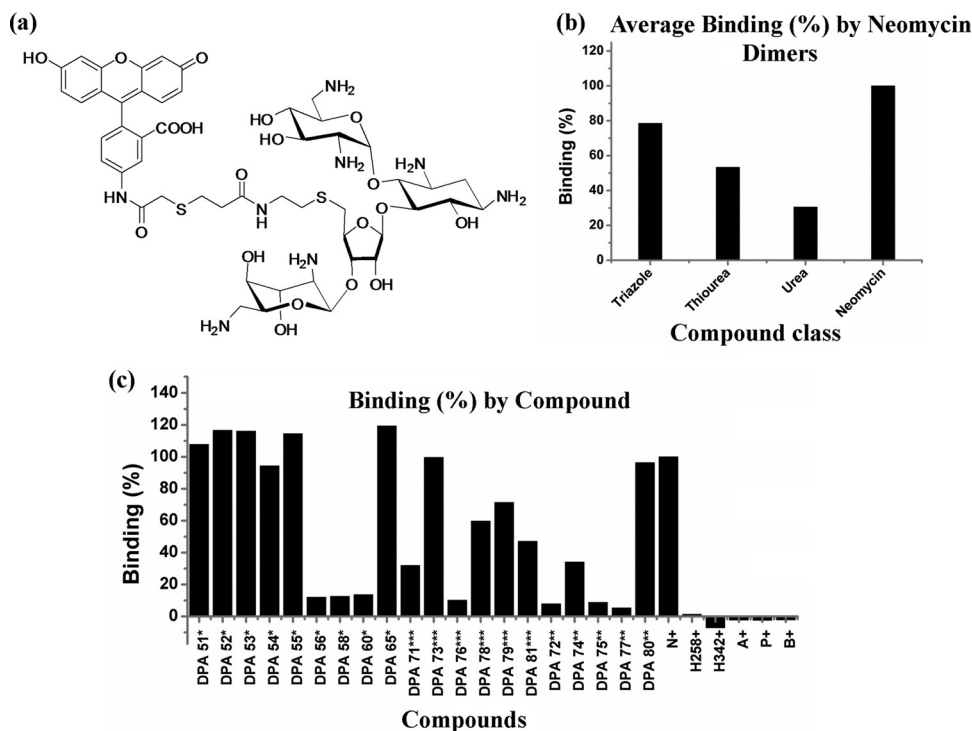 (a)
HO
O
O
COOH
NH
O
S
O
N
H
S
NH2
HO
HO
O
NH2
O
H2N
NH2
O
OH
O
O
OH
OH
H2N
O
O
H2N
OH
(b)
Average Binding (%) by Neomycin
Dimers
Binding (%)
120
100
80
60
40
20
0
Triazole
Thiourea
Urea
Neomycin
Compound class
(c)
Binding (%) by Compound
Binding (%)
140
120
100
80
60
40
20
0
DPA 51*
DPA 52*
DPA 53*
DPA 54*
DPA 55*
DPA 56*
DPA 58*
DPA 60*
DPA 65*
DPA 71***
DPA 73***
DPA 76***
DPA 78***
DPA 79***
DPA 81***
DPA 72**
DPA 74**
DPA 75**
DPA 77**
DPA 80**
N+
H258+
H342+
A+
P+
B+
Compounds